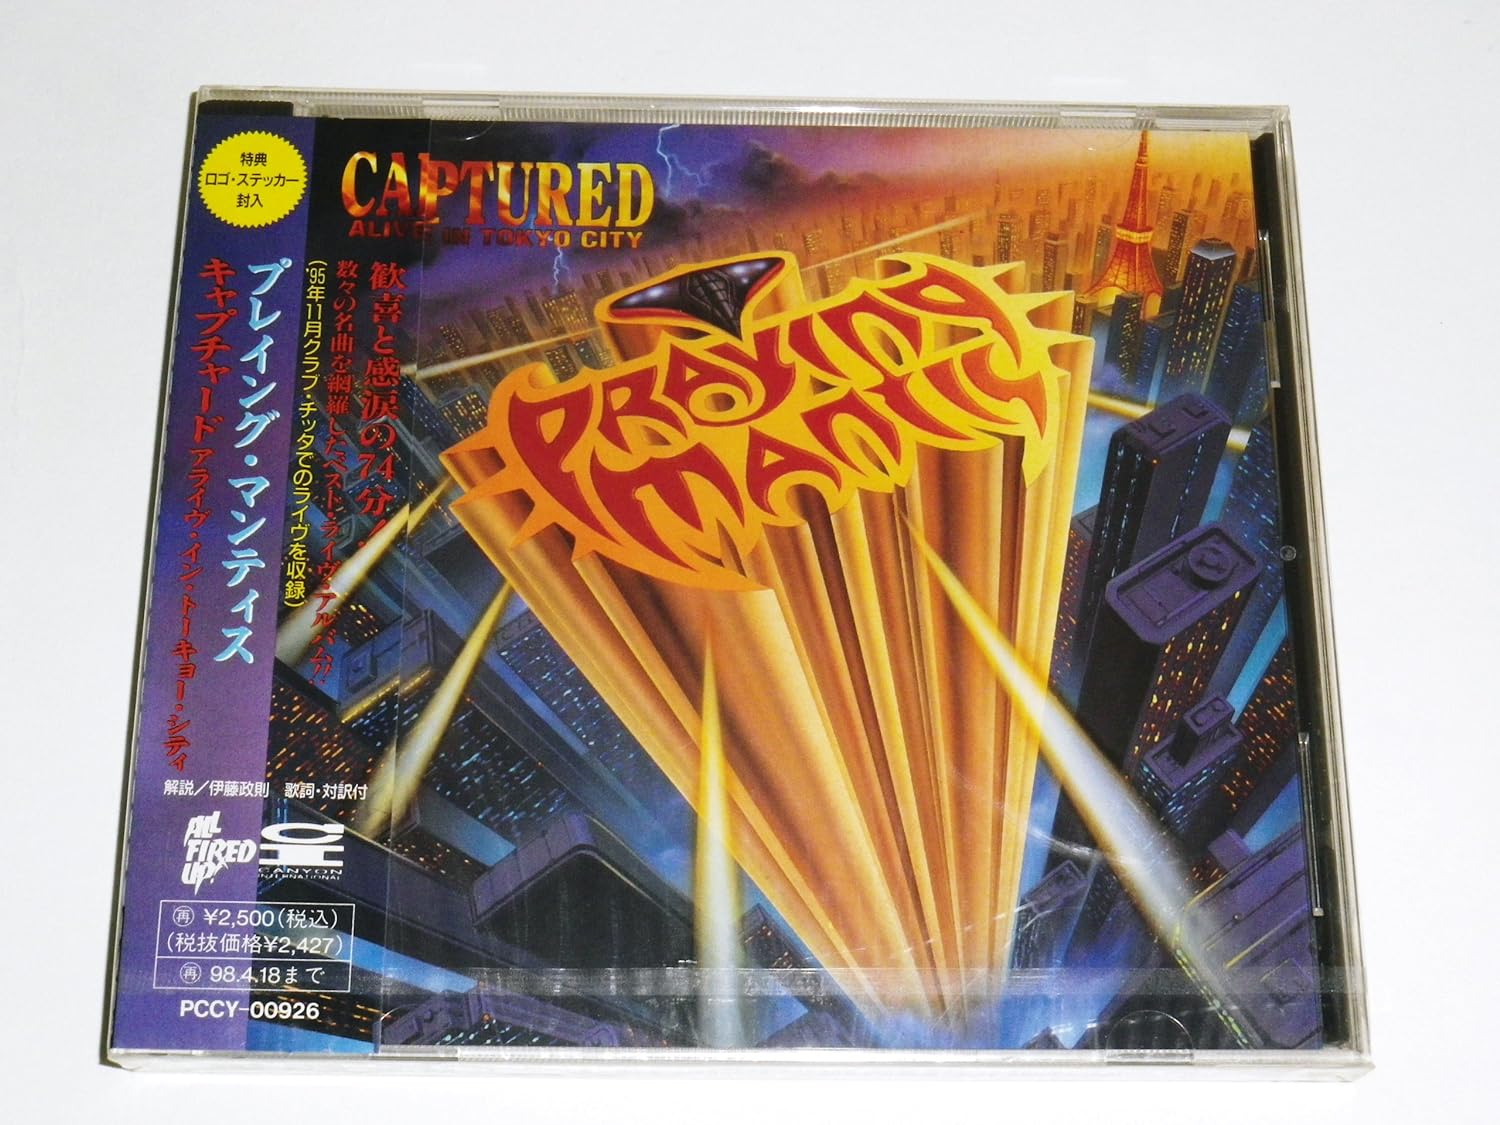 特典
ロゴ・ステッカー
封入
CAPTURED
ALIVE IN TOKYO CITY
PRAYING
MANTIS
歓喜と感涙の74分!
数々の名曲を網羅したベスト・ライヴ・アルバム!!
('95年11月クラブ・チッタでのライヴを収録)
プレイング・マンティス
キャプチャード アライヴ・イン・トーキョー・シティ
解説/伊藤政則 歌詞・対訳付
ALL
FIRED
UP!
CANYON
INTERNATIONAL
再 ¥2,500(税込)
(税抜価格¥2,427)
再 98.4.18まで
PCCY-00926